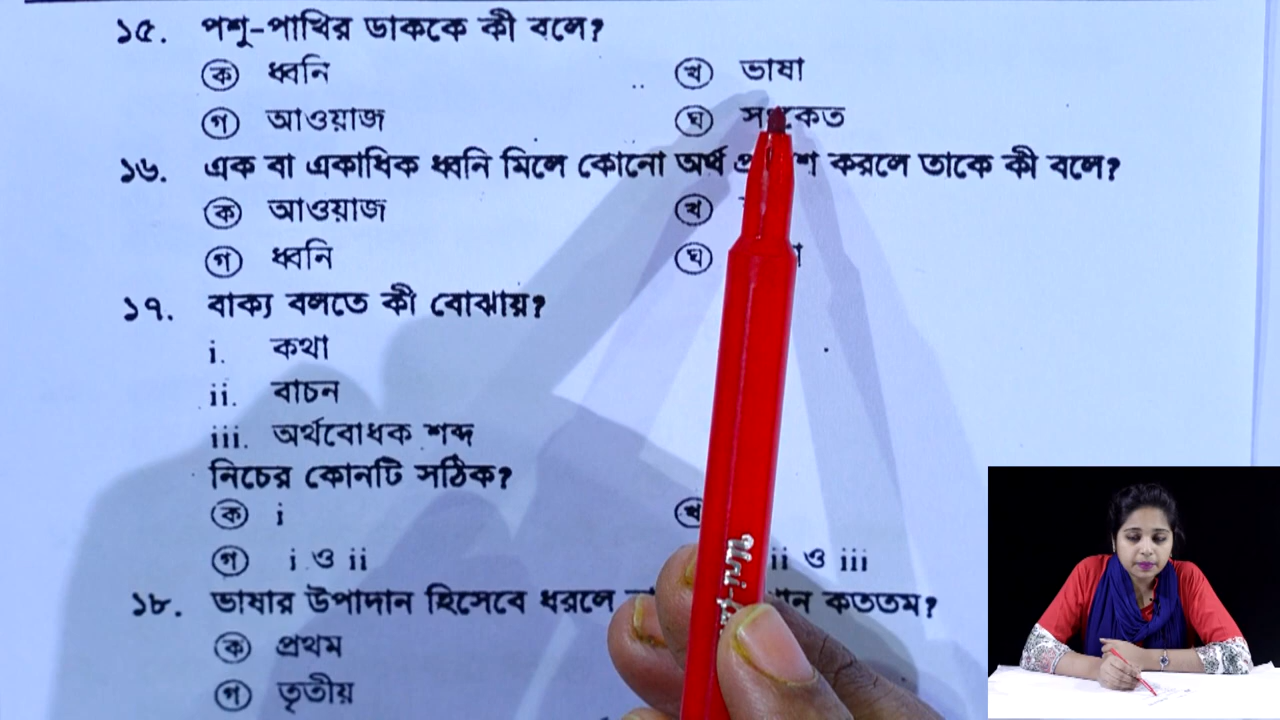 ১৫. পশু-পাখির ডাককে কী বলে?
ক ধ্বনি খ ভাষা
গ আওয়াজ ঘ
১৬. এক বা একাধিক ধ্বনি মিলে কোনো অর্থ করলে তাকে কী বলে?
ক আওয়াজ খ
গ ধ্বনি ঘ
১৭. বাক্য বলতে কী বোঝায়?
i. কথা
ii. বাচন
iii. অর্থবোধক শব্দ
নিচের কোনটি সঠিক?
ক i খ
গ i ও ii ii ও iii
১৮. ভাষার উপাদান হিসেবে ধরলে কততম?
ক প্রথম
গ তৃতীয়